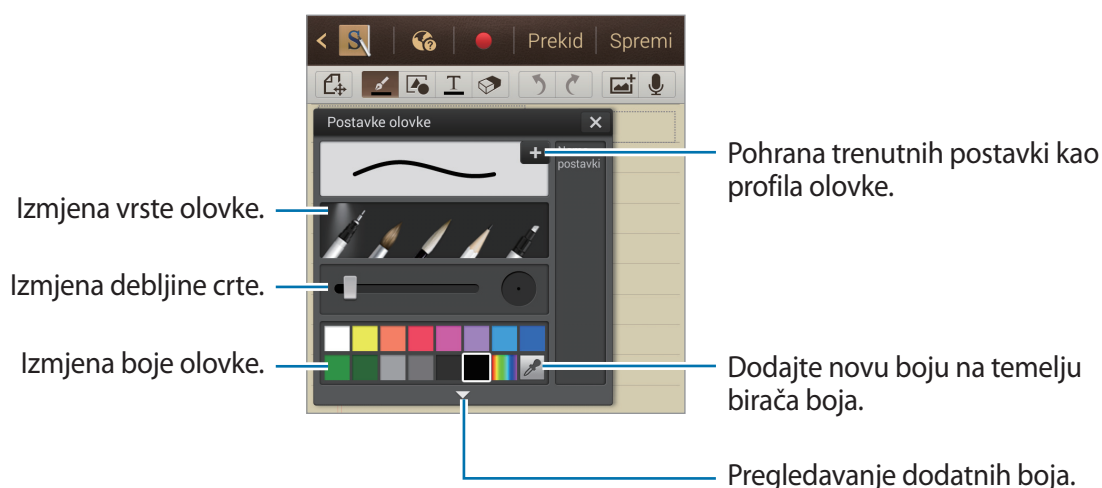 Prekid
Spremi
Postavke olovke
postavki
Pohrana trenutnih postavki kao
profila olovke.
Izmjena vrste olovke.
Izmjena debljine crte.
Izmjena boje olovke.
Dodajte novu boju na temelju
birača boja.
Pregledavanje dodatnih boja.